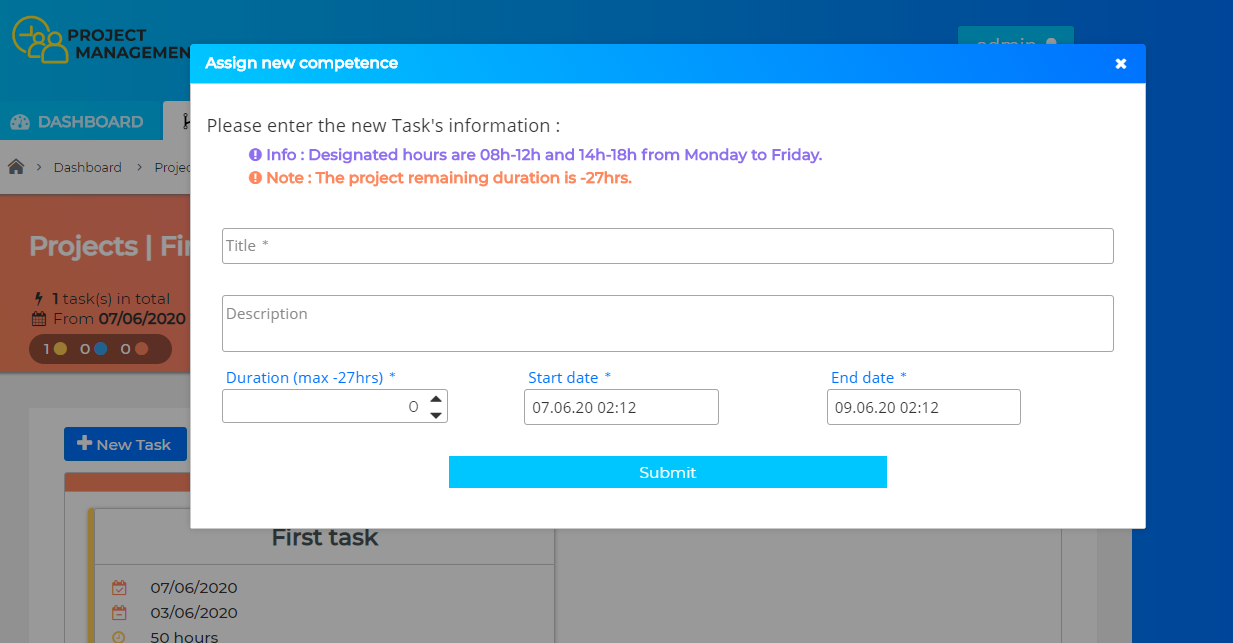 PROJECT
MANAGEMEN
admin
Assign new competence
DASHBOARD
Dashboard > Projec
Please enter the new Task's information :
Info : Designated hours are 08h-12h and 14h-18h from Monday to Friday.
Note : The project remaining duration is -27hrs.
Projects | Fir
1 task(s) in total
From 07/06/2020
1 0 0
Title *
Description
Duration (max -27hrs) * Start date * End date *
0 07.06.20 02:12 09.06.20 02:12
New Task
Submit
First task
07/06/2020
03/06/2020
50 hours